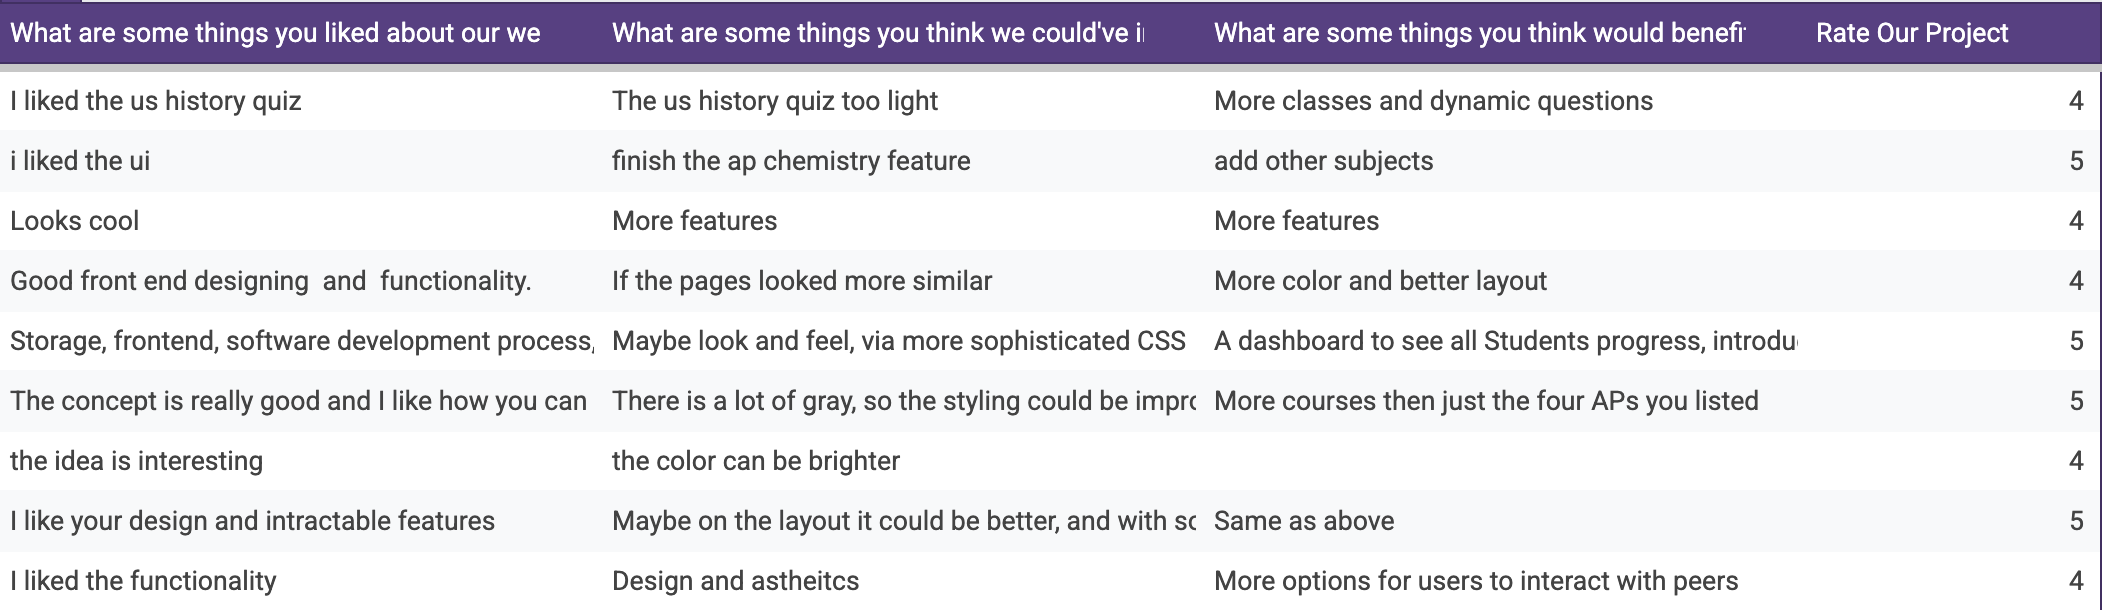 What are some things you liked about our we What are some things you think we could've What are some things you think would Rate Our Project
I liked the us history quiz The us history quiz too light More classes and dynamic questions 4
i liked the ui finish the ap chemistry feature add other subjects 5
Looks cool More features More features 4
Good front end designing and functionality. If the pages looked more similar More color and better layout 4
Storage, frontend, software development process, Maybe look and feel, via more sophisticated CSS A dashboard to see all Students progress, 5
The concept is really good and I like how you can There is a lot of gray, so the styling could be More courses then just the four APs you listed 5
the idea is interesting the color can be brighter 4
I like your design and intractable features Maybe on the layout it could be better, and with Same as above 5
I liked the functionality Design and astheitcs More options for users to interact with peers 4